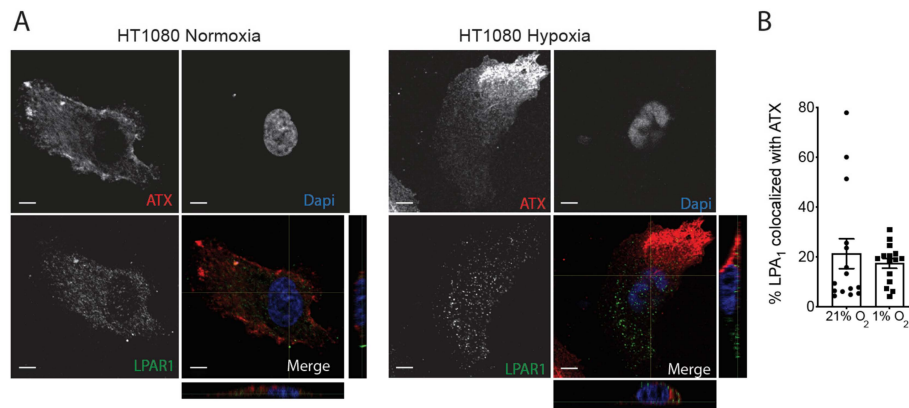 A
B
HT1080 Normoxia
HT1080 Hypoxia
ATX
Dapi
ATX
Dapi
LPAR1
Merge
LPAR1
Merge
% LPA1 colocalized with ATX
80
60
40
20
0
21% O2
1% O2